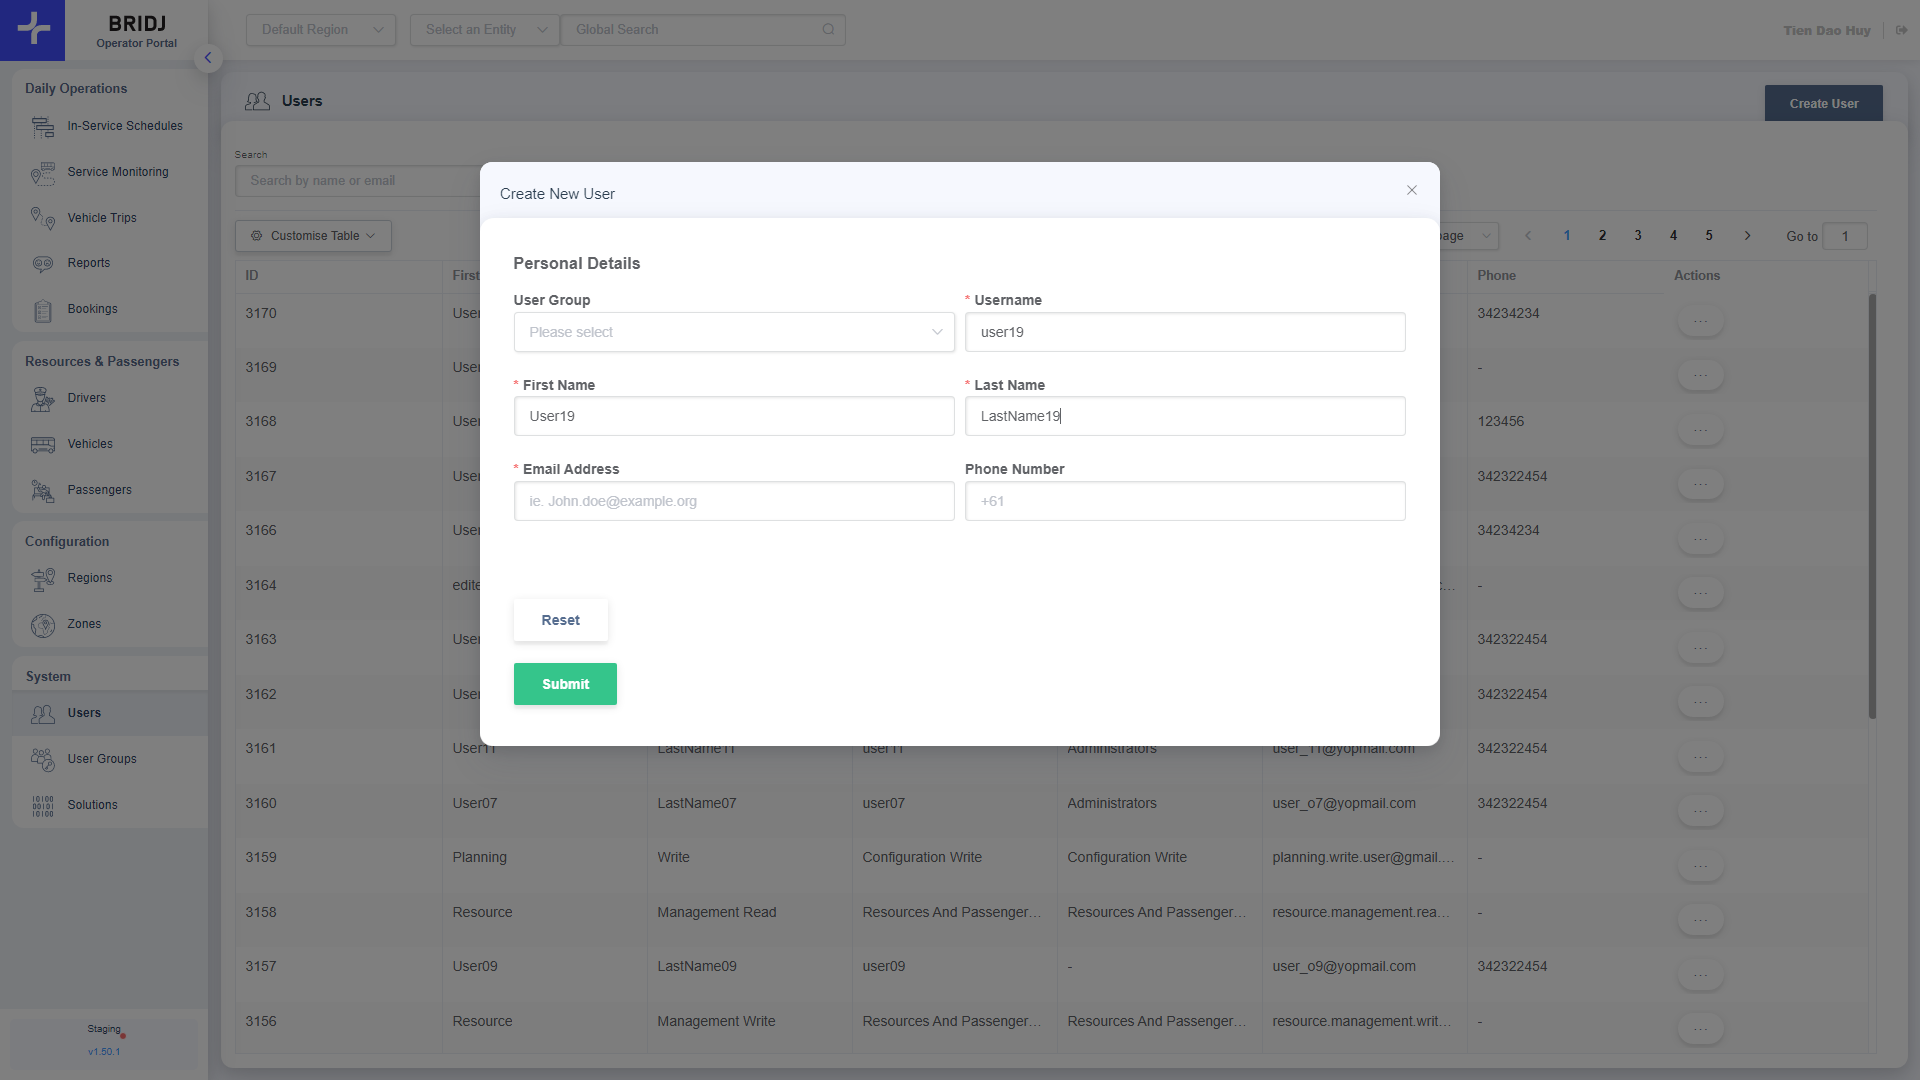 BRIDJ
Operator Portal
Default Region
Select an Entity
Global Search
Tien Dao Huy
Daily Operations
In-Service Schedules
Service Monitoring
Vehicle Trips
Reports
Bookings
Resources & Passengers
Drivers
Vehicles
Passengers
Configuration
Regions
Zones
System
Users
User Groups
Solutions
Staging
v1.50.1
Users
Create User
Search
Search by name or email
Customise Table
1 2 3 4 5
Go to 1
ID First Phone Actions
3170 User 34234234 ...
3169 User - ...
3168 User 123456 ...
3167 User 342322454 ...
3166 User 34234234 ...
3164 - ...
3163 User 342322454 ...
3162 User 342322454 ...
3161 User11 LastName11 user11 Administrators user_11@yopmail.com 342322454 ...
3160 User07 LastName07 user07 Administrators user_o7@yopmail.com 342322454 ...
3159 Planning Write Configuration Write Configuration Write planning.write.user@gmail.... - ...
3158 Resource Management Read Resources And Passenger... Resources And Passenger... resource.management.rea... - ...
3157 User09 LastName09 user09 - user_o9@yopmail.com 342322454 ...
3156 Resource Management Write Resources And Passenger... Resources And Passenger... resource.management.writ... - ...
Create New User
Personal Details
User Group
Please select
* Username
user19
* First Name
User19
* Last Name
LastName19
* Email Address
ie. John.doe@example.org
Phone Number
+61
Reset
Submit